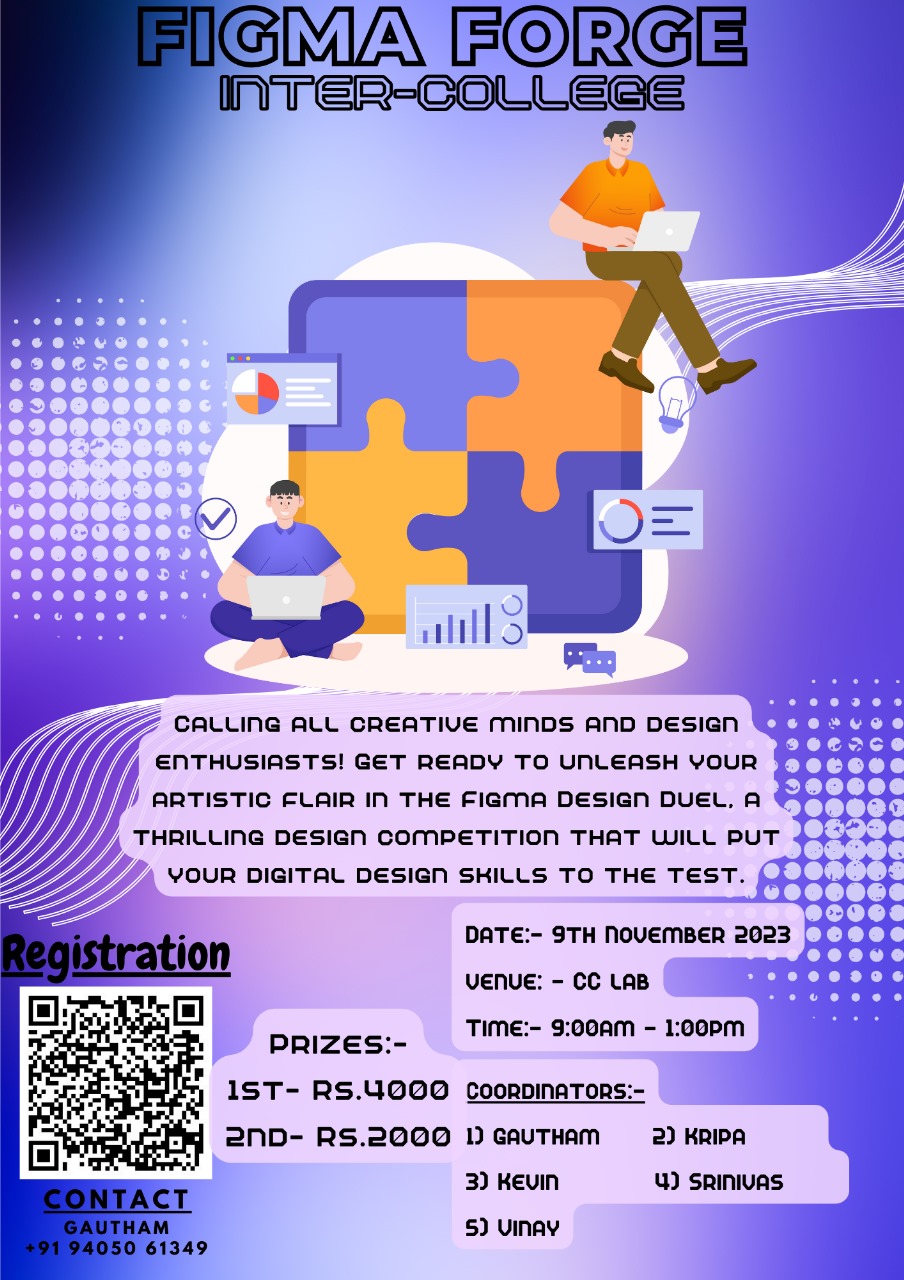 FIGMA FORGE
INTER-COLLEGE
Calling all creative minds and design
enthusiasts! Get ready to unleash your
artistic flair in the Figma Design Duel, a
thrilling design competition that will put
your digital design skills to the test.
Registration
Date:- 9th November 2023
Venue: - CC Lab
Time:- 9:00am - 1:00pm
Prizes:-
1st- Rs.4000
2nd- Rs.2000
Coordinators:-
1) Gautham 2) Kripa
3) Kevin 4) Srinivas
5) Vinay
CONTACT
GAUTHAM
+91 94050 61349